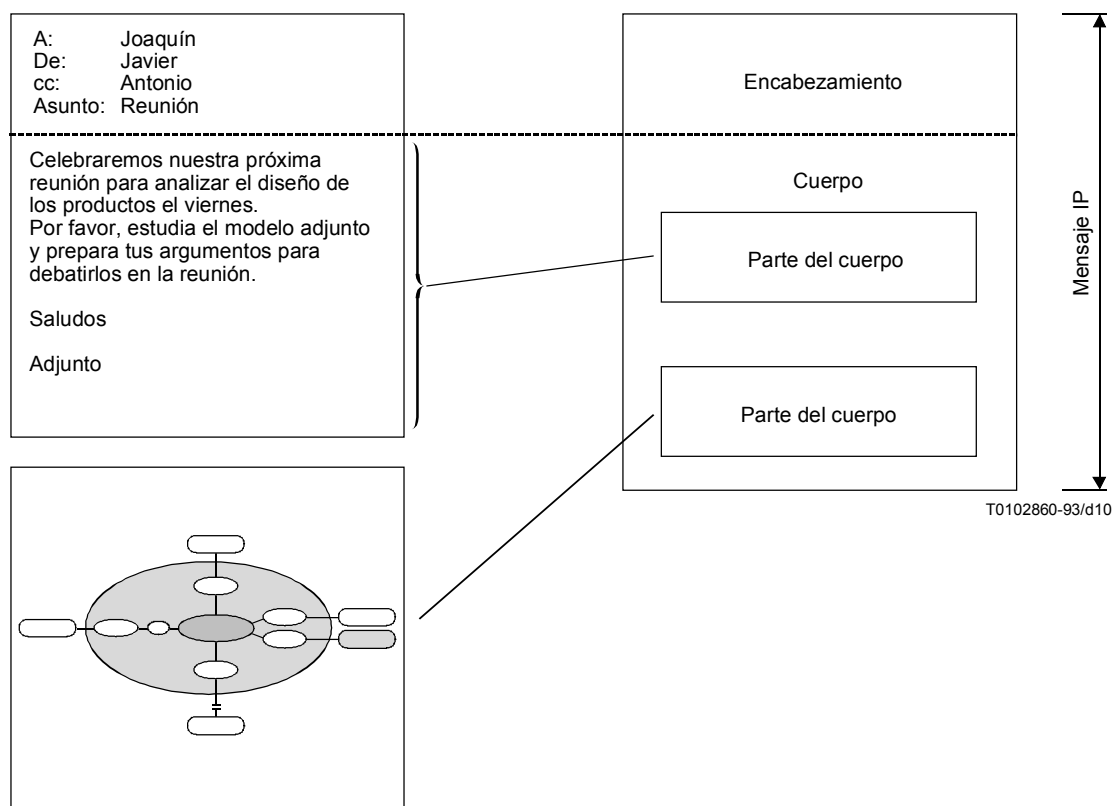 A: Joaquín
De: Javier
cc: Antonio
Asunto: Reunión
Celebraremos nuestra próxima
reunión para analizar el diseño de
los productos el viernes.
Por favor, estudia el modelo adjunto
y prepara tus argumentos para
debatirlos en la reunión.
Saludos
Adjunto
Encabezamiento
Cuerpo
Parte del cuerpo
Parte del cuerpo
Mensaje IP
T0102860-93/d10